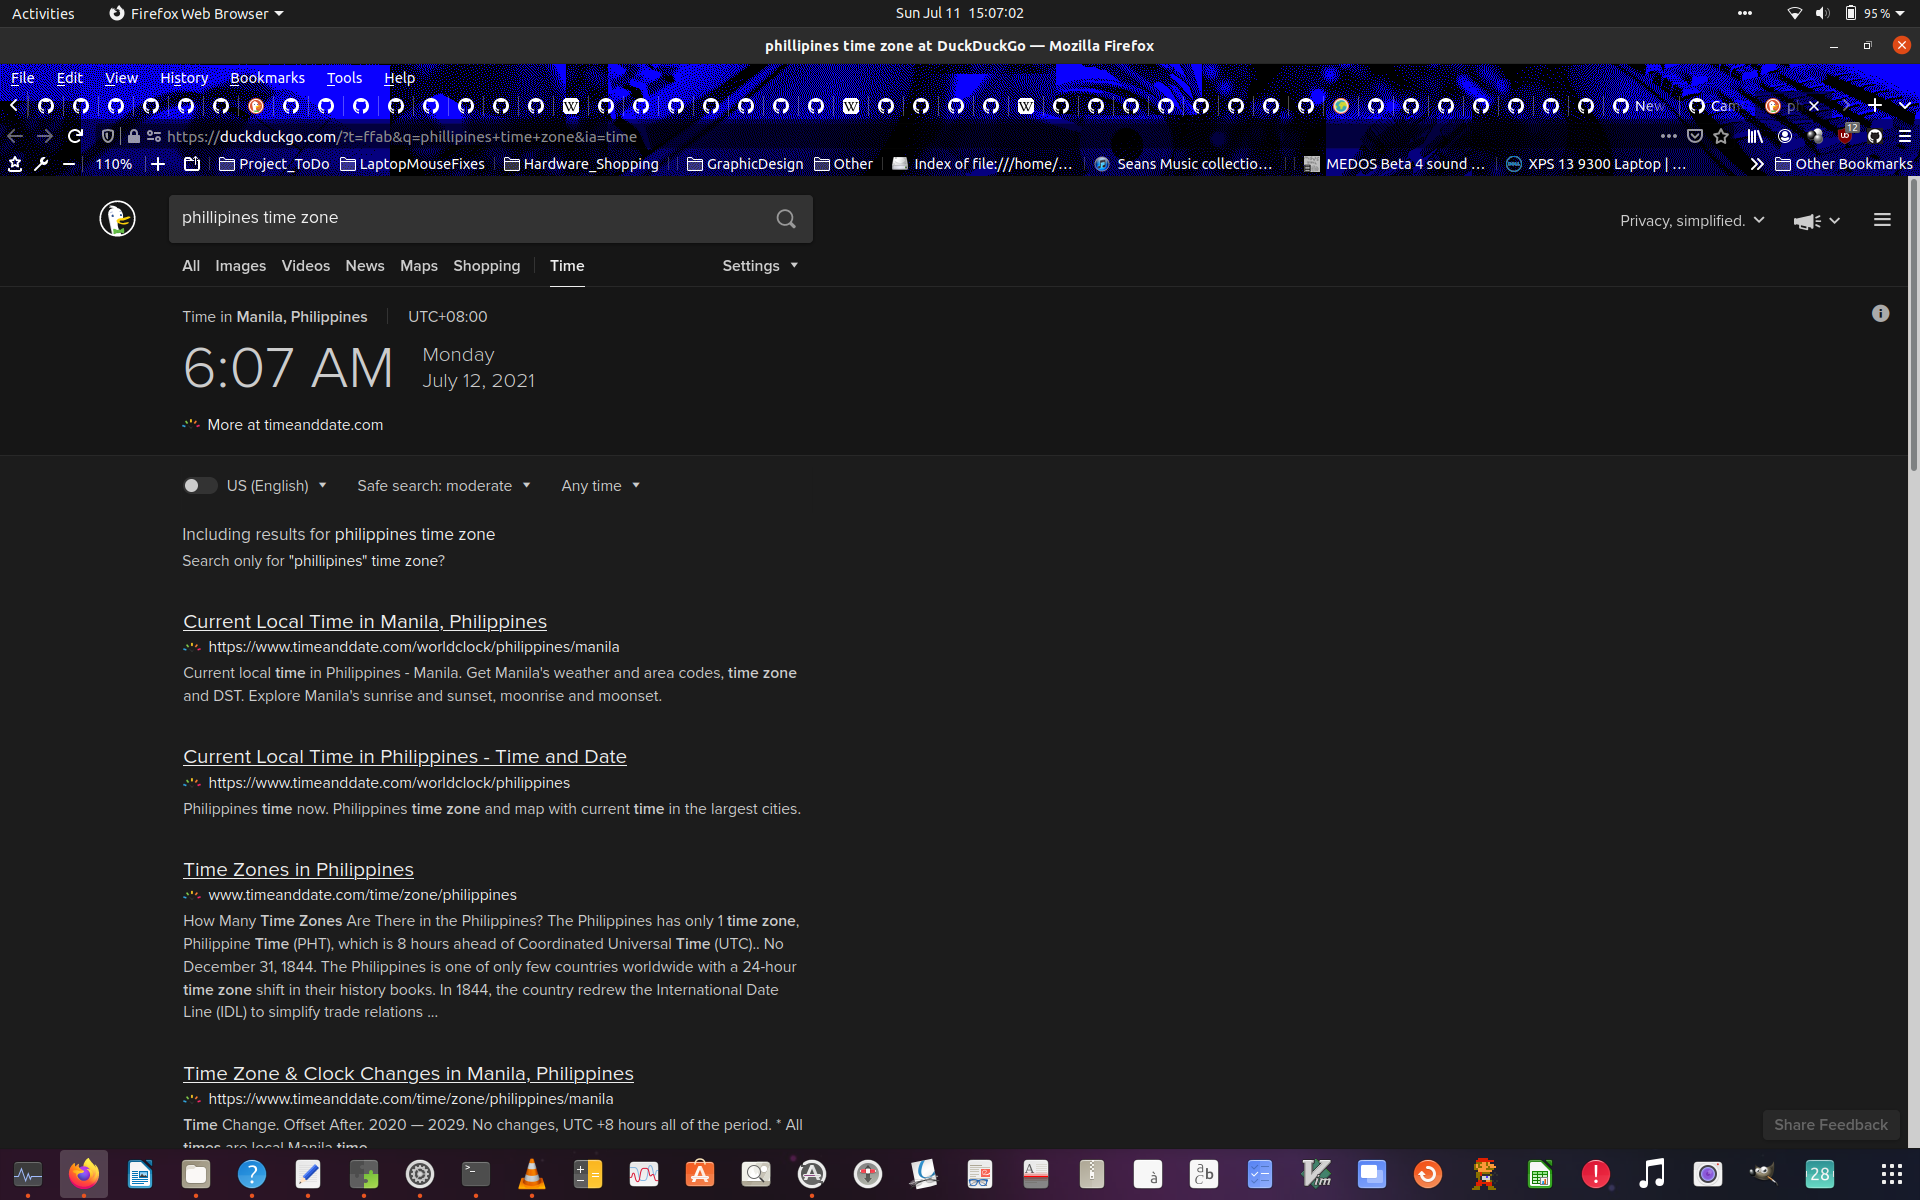 Activities
Firefox Web Browser
Sun Jul 11 15:07:02
95 %
phillipines time zone at DuckDuckGo — Mozilla Firefox
File Edit View History Bookmarks Tools Help
New
Cam
https://duckduckgo.com/?t=ffab&q=phillipines+time+zone&ia=time
12
110%
Project_ToDo
LaptopMouseFixes
Hardware_Shopping
GraphicDesign
Other
Index of file:///home/...
Seans Music collectio...
MEDOS Beta 4 sound ...
XPS 13 9300 Laptop | ...
Other Bookmarks
phillipines time zone
Privacy, simplified.
All Images Videos News Maps Shopping Time Settings
Time in Manila, Philippines UTC+08:00
6:07 AM
Monday
July 12, 2021
More at timeanddate.com
US (English) Safe search: moderate Any time
Including results for philippines time zone
Search only for "phillipines" time zone?
Current Local Time in Manila, Philippines
https://www.timeanddate.com/worldclock/philippines/manila
Current local time in Philippines - Manila. Get Manila's weather and area codes, time zone
and DST. Explore Manila's sunrise and sunset, moonrise and moonset.
Current Local Time in Philippines - Time and Date
https://www.timeanddate.com/worldclock/philippines
Philippines time now. Philippines time zone and map with current time in the largest cities.
Time Zones in Philippines
www.timeanddate.com/time/zone/philippines
How Many Time Zones Are There in the Philippines? The Philippines has only 1 time zone,
Philippine Time (PHT), which is 8 hours ahead of Coordinated Universal Time (UTC).. No
December 31, 1844. The Philippines is one of only few countries worldwide with a 24-hour
time zone shift in their history books. In 1844, the country redrew the International Date
Line (IDL) to simplify trade relations ...
Time Zone & Clock Changes in Manila, Philippines
https://www.timeanddate.com/time/zone/philippines/manila
Time Change. Offset After. 2020 — 2029. No changes, UTC +8 hours all of the period. * All
times are local Manila time.
Share Feedback
28